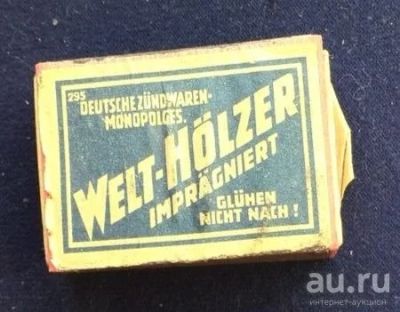 295
DEUTSCHE ZÜNDWAREN-
MONOPOLGES.
WELT-HÖLZER
IMPRÄGNIERT
GLÜHEN
NICHT NACH!
au.ru
интернет-аукцион